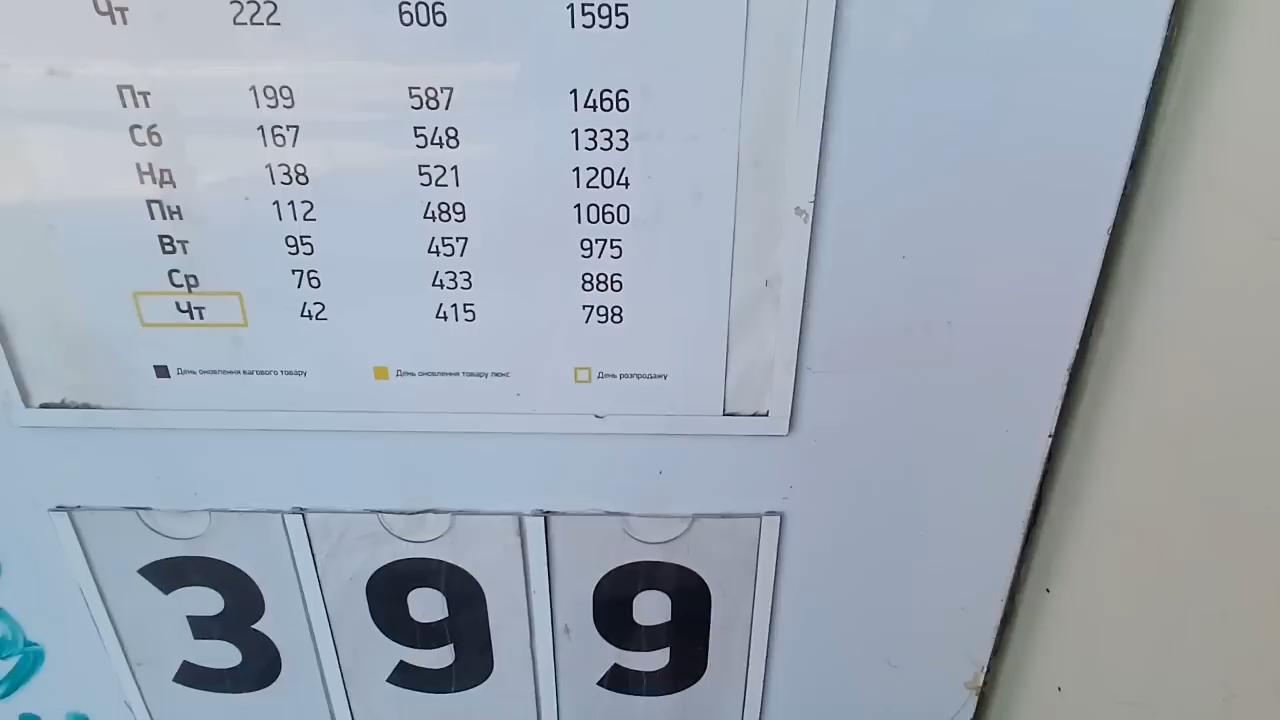 Чт 222 606 1595
Пт 199 587 1466
Сб 167 548 1333
Нд 138 521 1204
Пн 112 489 1060
Вт 95 457 975
Ср 76 433 886
Чт 42 415 798
День оновлення вагового товару День оновлення товару люкс День розпродажу
399